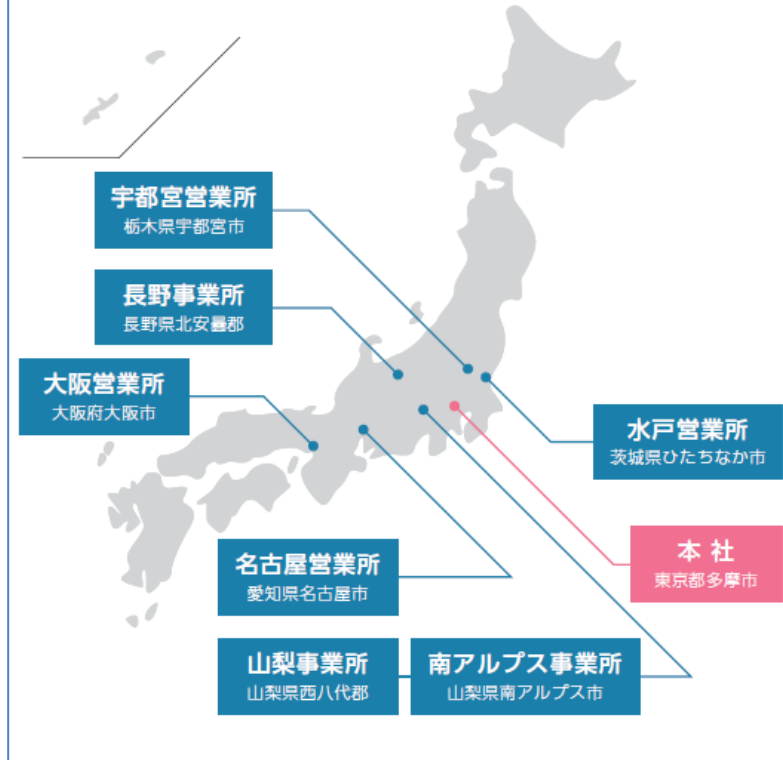 宇都宮営業所
栃木県宇都宮市
長野事業所
長野県北安曇郡
大阪営業所
大阪府大阪市
水戸営業所
茨城県ひたちなか市
本 社
東京都多摩市
名古屋営業所
愛知県名古屋市
山梨事業所
山梨県西八代郡
南アルプス事業所
山梨県南アルプス市